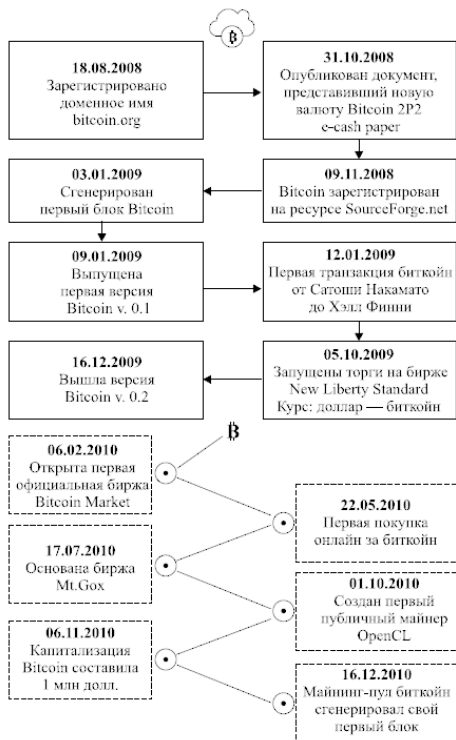 18.08.2008
Зарегистрировано
доменное имя
bitcoin.org
31.10.2008
Опубликован документ,
представивший новую
валюту Bitcoin 2P2
e-cash paper
09.11.2008
Bitcoin зарегистрирован
на ресурсе SourceForge.net
03.01.2009
Сгенерирован
первый блок Bitcoin
09.01.2009
Выпущена
первая версия
Bitcoin v. 0.1
12.01.2009
Первая транзакция биткойн
от Сатоши Накамато
до Хэлл Финни
05.10.2009
Запущены торги на бирже
New Liberty Standard
Курс: доллар — биткойн
16.12.2009
Вышла версия
Bitcoin v. 0.2
06.02.2010
Открыта первая
официальная биржа
Bitcoin Market
22.05.2010
Первая покупка
онлайн за биткойн
17.07.2010
Основана биржа
Mt.Gox
01.10.2010
Создан первый
публичный майнер
OpenCL
06.11.2010
Капитализация
Bitcoin составила
1 млн долл.
16.12.2010
Майнинг-пул биткойн
сгенерировал свой
первый блок